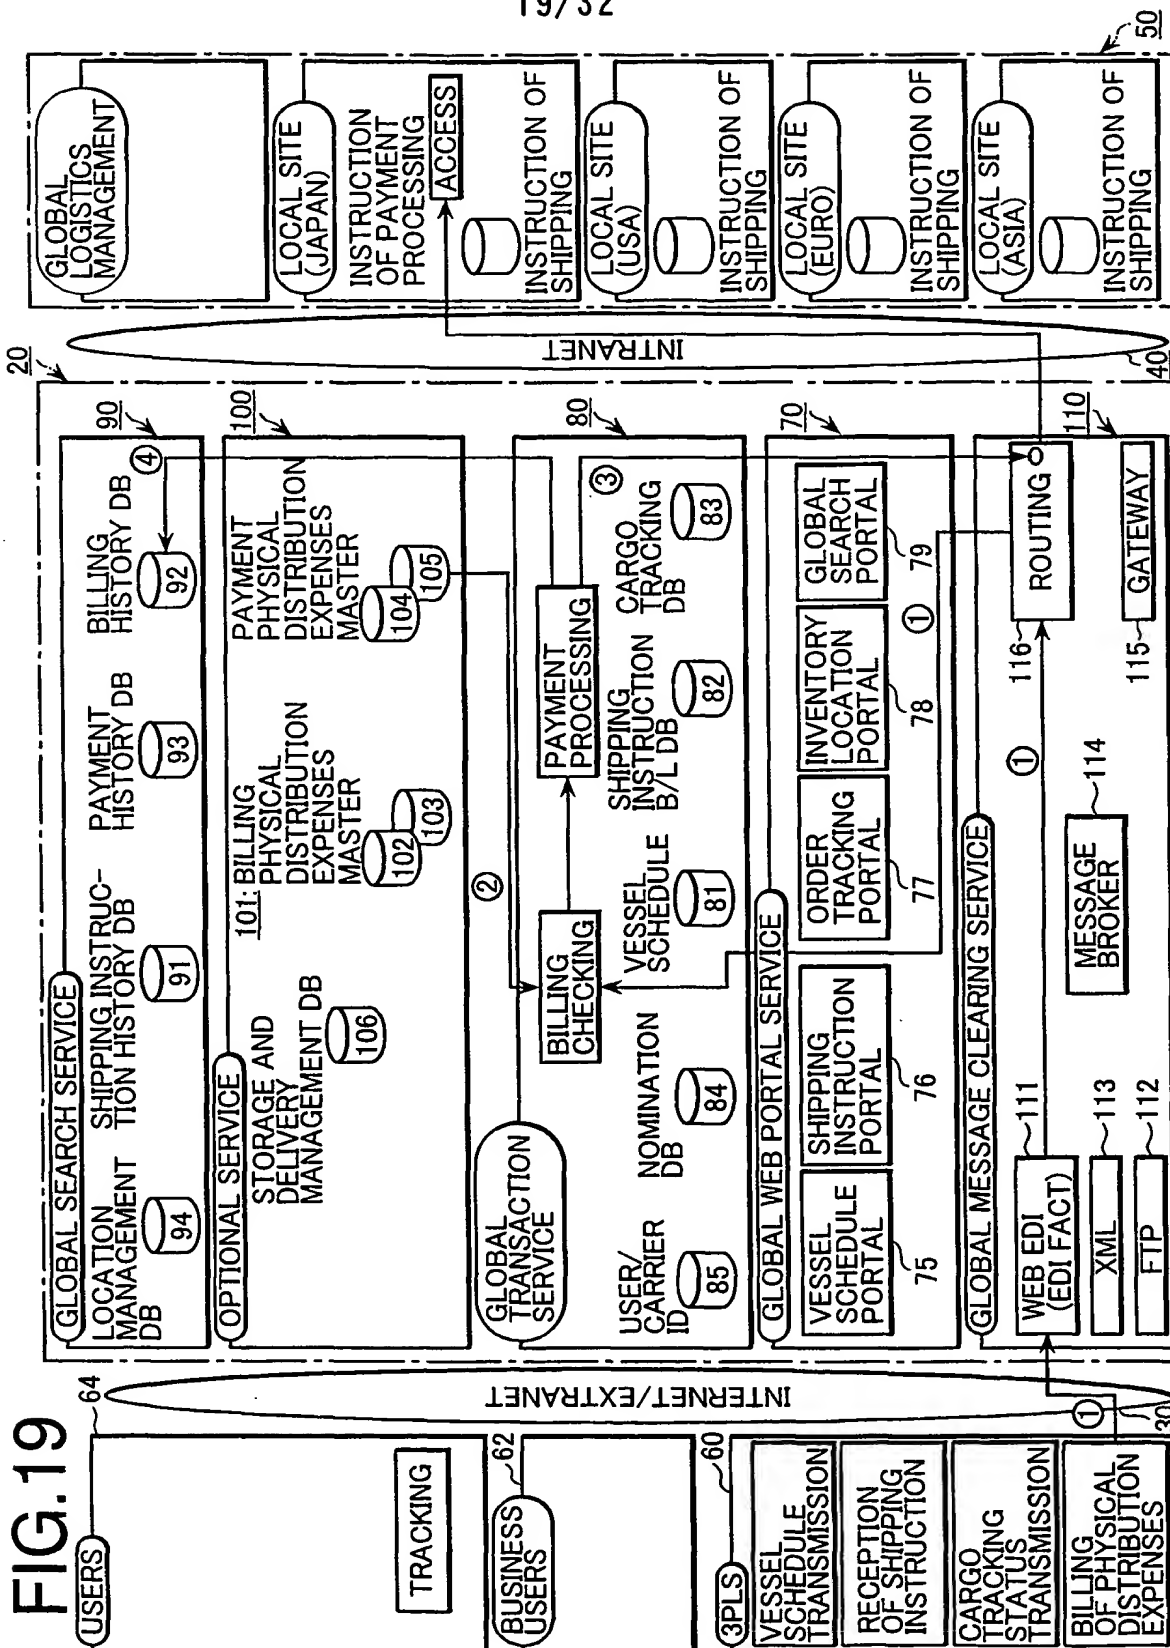 19/32
FIG.19
USERS
64
TRACKING
BUSINESS
USERS
62
3PLS
60
VESSEL
SCHEDULE
TRANSMISSION
RECEPTION
OF SHIPPING
INSTRUCTION
CARGO
TRACKING
STATUS
TRANSMISSION
BILLING
OF PHYSICAL
DISTRIBUTION
EXPENSES
INTERNET/EXTRANET
①
30
20
GLOBAL SEARCH SERVICE
90
LOCATION
MANAGEMENT
DB
94
SHIPPING INSTRUC-
TION HISTORY DB
91
PAYMENT
HISTORY DB
93
BILLING
HISTORY DB
92
④
OPTIONAL SERVICE
100
STORAGE AND
DELIVERY
MANAGEMENT DB
106
101: BILLING
PHYSICAL
DISTRIBUTION
EXPENSES
MASTER
102
103
PAYMENT
PHYSICAL
DISTRIBUTION
EXPENSES
MASTER
104
105
②
GLOBAL
TRANSACTION
SERVICE
80
BILLING
CHECKING
PAYMENT
PROCESSING
③
USER/
CARRIER
ID
85
NOMINATION
DB
84
VESSEL
SCHEDULE
81
SHIPPING
INSTRUCTION
B/L DB
82
CARGO
TRACKING
DB
83
GLOBAL WEB PORTAL SERVICE
70
VESSEL
SCHEDULE
PORTAL
75
SHIPPING
INSTRUCTION
PORTAL
76
ORDER
TRACKING
PORTAL
77
INVENTORY
LOCATION
PORTAL
78
GLOBAL
SEARCH
PORTAL
79
①
GLOBAL MESSAGE CLEARING SERVICE
110
WEB EDI
(EDI FACT)
111
XML
113
FTP
112
MESSAGE
BROKER
114
①
ROUTING
116
GATEWAY
115
INTRANET
40
50
GLOBAL
LOGISTICS
MANAGEMENT
LOCAL SITE
(JAPAN)
INSTRUCTION
OF PAYMENT
PROCESSING
ACCESS
INSTRUCTION OF
SHIPPING
LOCAL SITE
(USA)
INSTRUCTION OF
SHIPPING
LOCAL SITE
(EURO)
INSTRUCTION OF
SHIPPING
LOCAL SITE
(ASIA)
INSTRUCTION OF
SHIPPING